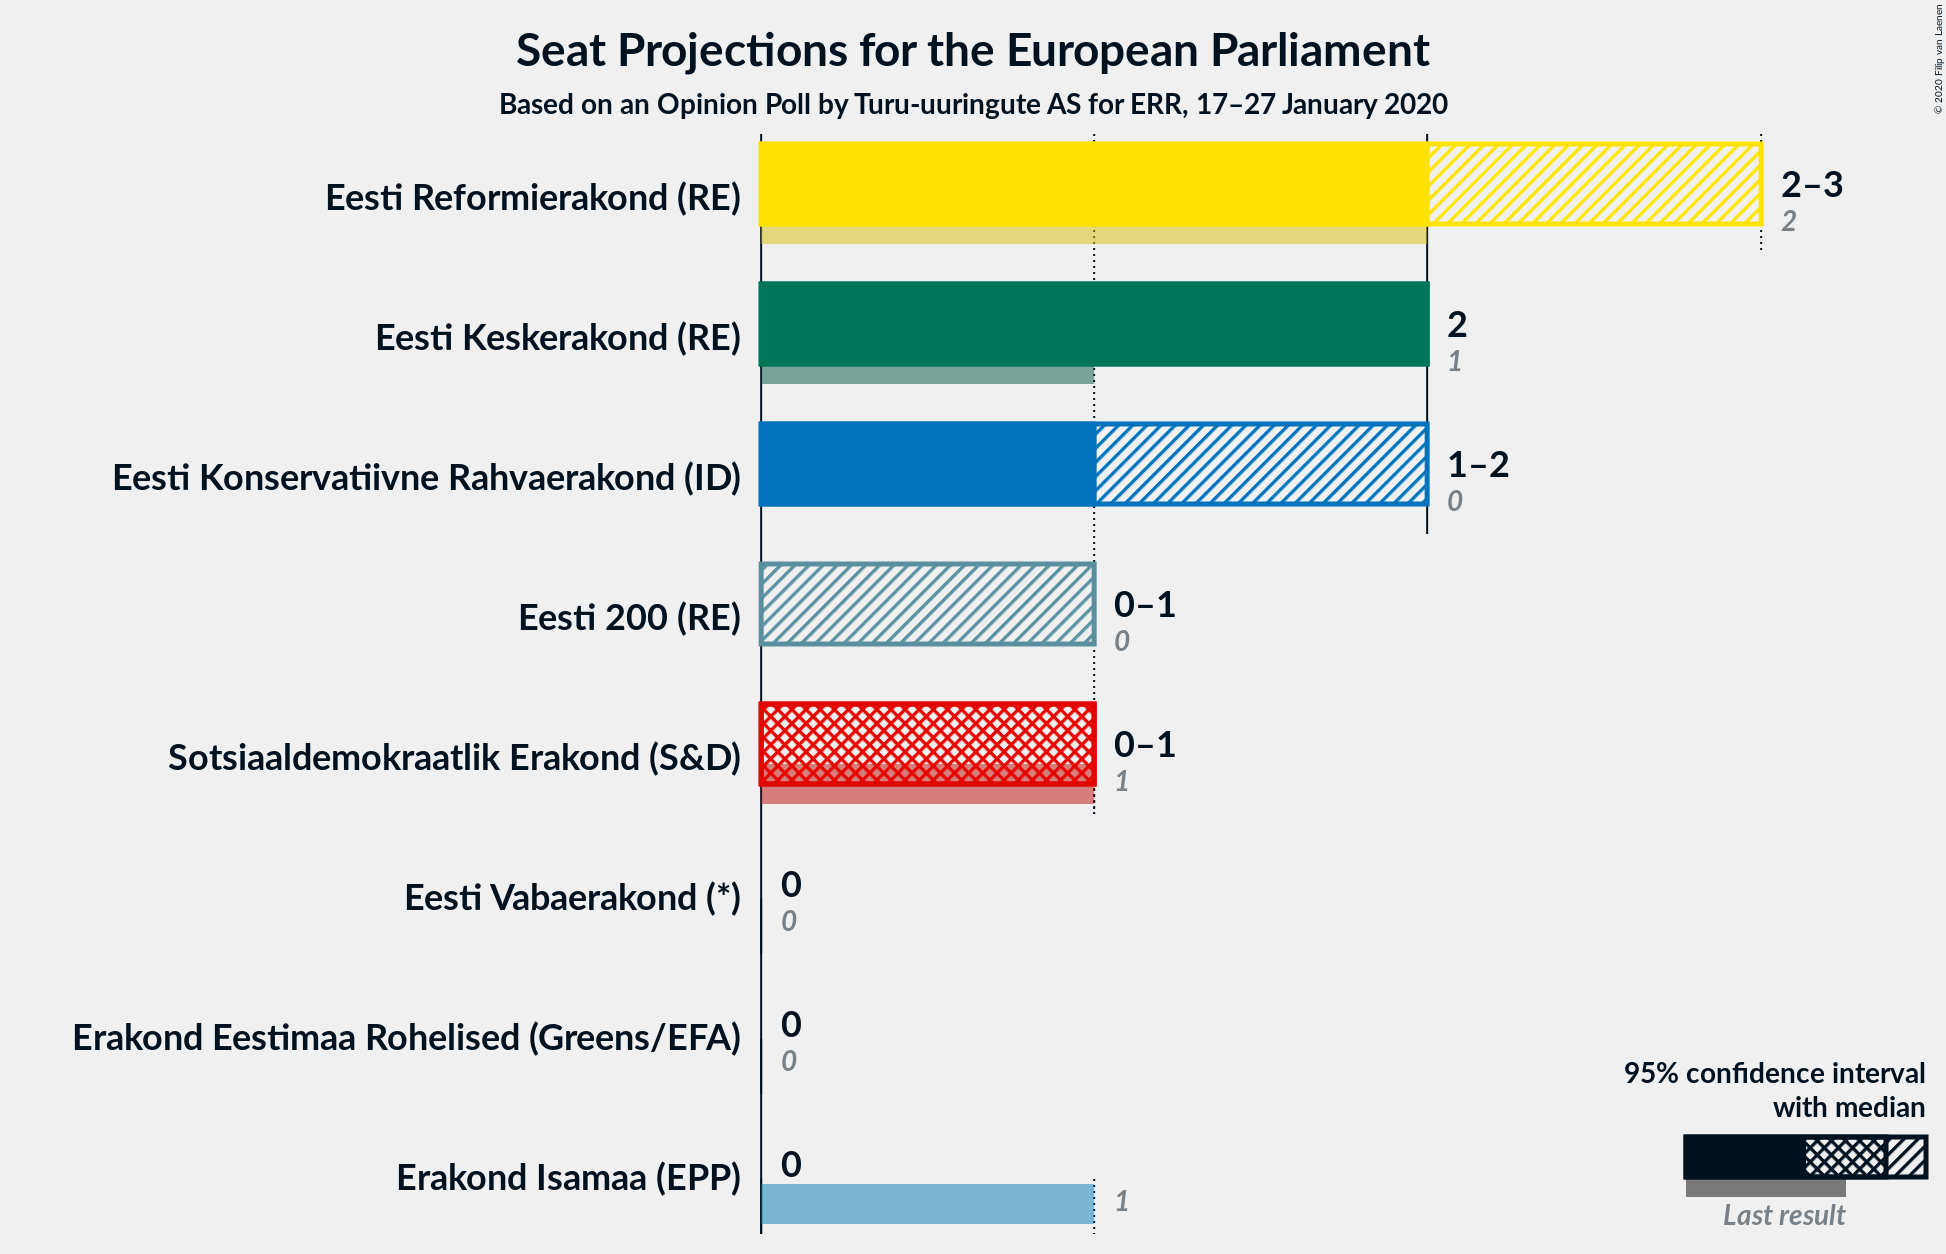 Seat Projections for the European Parliament
Based on an Opinion Poll by Turu-uuringute AS for ERR, 17–27 January 2020
© 2020 Filip van Laenen
Eesti Reformierakond (RE)
2–3
2
Eesti Keskerakond (RE)
2
1
Eesti Konservatiivne Rahvaerakond (ID)
1–2
0
Eesti 200 (RE)
0–1
0
Sotsiaaldemokraatlik Erakond (S&D)
0–1
1
Eesti Vabaerakond (*)
0
0
Erakond Eestimaa Rohelised (Greens/EFA)
0
0
Erakond Isamaa (EPP)
0
1
95% confidence interval
with median
Last result